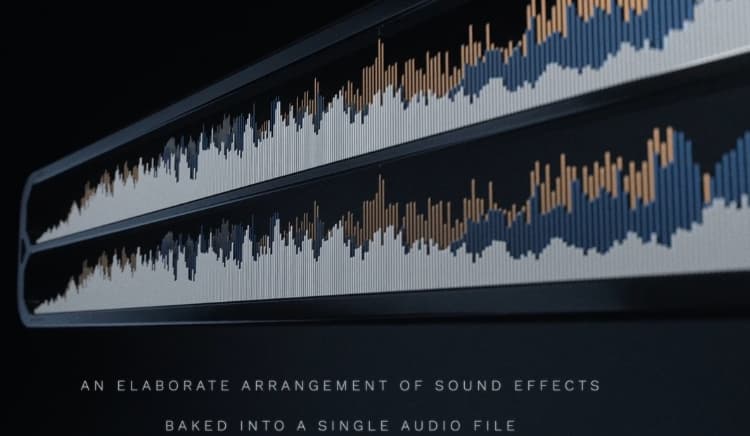 AN ELABORATE ARRANGEMENT OF SOUND EFFECTS
BAKED INTO A SINGLE AUDIO FILE